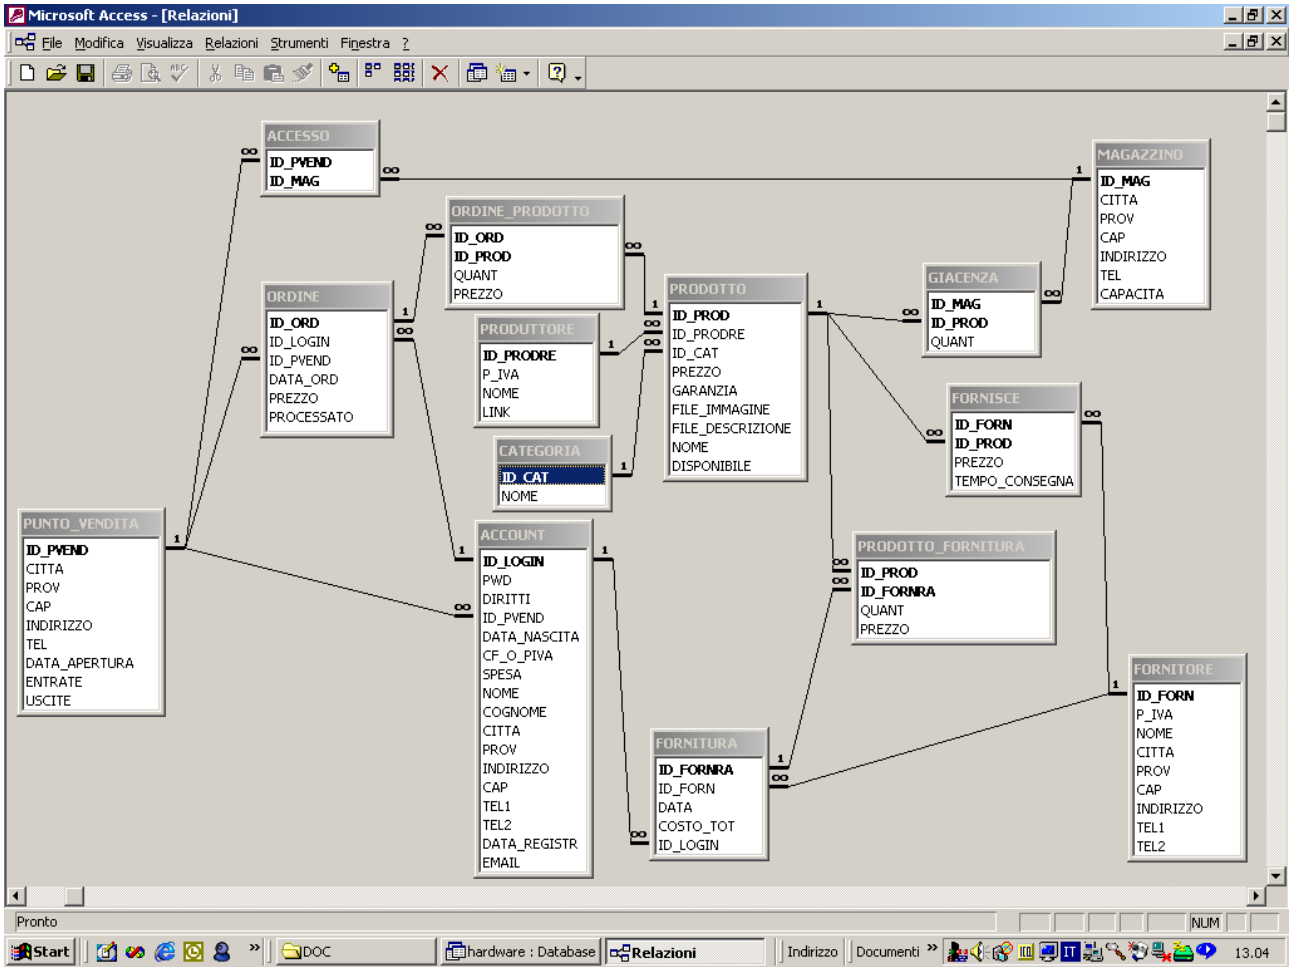 Microsoft Access - [Relazioni]
File Modifica Visualizza Relazioni Strumenti Finestra ?
ACCESSO
ID_PVEND
ID_MAG
MAGAZZINO
ID_MAG
CITTA
PROV
CAP
INDIRIZZO
TEL
CAPACITA
ORDINE_PRODOTTO
ID_ORD
ID_PROD
QUANT
PREZZO
ORDINE
ID_ORD
ID_LOGIN
ID_PVEND
DATA_ORD
PREZZO
PROCESSATO
PRODOTTO
ID_PROD
ID_PRODRE
ID_CAT
PREZZO
GARANZIA
FILE_IMMAGINE
FILE_DESCRIZIONE
NOME
DISPONIBILE
GIACENZA
ID_MAG
ID_PROD
QUANT
PRODUTTORE
ID_PRODRE
P_IVA
NOME
LINK
FORNISCE
ID_FORN
ID_PROD
PREZZO
TEMPO_CONSEGNA
CATEGORIA
ID_CAT
NOME
PUNTO_VENDITA
ID_PVEND
CITTA
PROV
CAP
INDIRIZZO
TEL
DATA_APERTURA
ENTRATE
USCITE
ACCOUNT
ID_LOGIN
PWD
DIRITTI
ID_PVEND
DATA_NASCITA
CF_O_PIVA
SPESA
NOME
COGNOME
CITTA
PROV
INDIRIZZO
CAP
TEL1
TEL2
DATA_REGISTR
EMAIL
PRODOTTO_FORNITURA
ID_PROD
ID_FORNRA
QUANT
PREZZO
FORNITURA
ID_FORNRA
ID_FORN
DATA
COSTO_TOT
ID_LOGIN
FORNITORE
ID_FORN
P_IVA
NOME
CITTA
PROV
CAP
INDIRIZZO
TEL1
TEL2
Pronto
NUM
Start » DOC hardware : Database Relazioni Indirizzo Documenti » IT 13.04